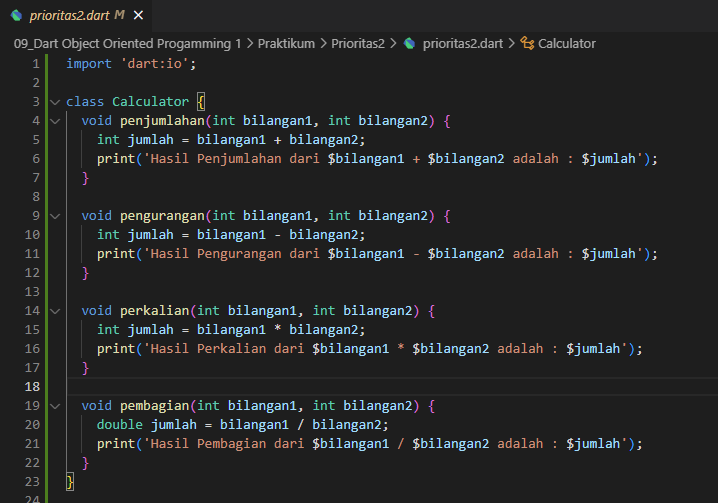 prioritas2.dart M ×
09_Dart Object Oriented Progamming 1 > Praktikum > Prioritas2 > prioritas2.dart > Calculator
1 import 'dart:io';
2
3 class Calculator {
4 void penjumlahan(int bilangan1, int bilangan2) {
5 int jumlah = bilangan1 + bilangan2;
6 print('Hasil Penjumlahan dari $bilangan1 + $bilangan2 adalah : $jumlah');
7 }
8
9 void pengurangan(int bilangan1, int bilangan2) {
10 int jumlah = bilangan1 - bilangan2;
11 print('Hasil Pengurangan dari $bilangan1 - $bilangan2 adalah : $jumlah');
12 }
13
14 void perkalian(int bilangan1, int bilangan2) {
15 int jumlah = bilangan1 * bilangan2;
16 print('Hasil Perkalian dari $bilangan1 * $bilangan2 adalah : $jumlah');
17 }
18
19 void pembagian(int bilangan1, int bilangan2) {
20 double jumlah = bilangan1 / bilangan2;
21 print('Hasil Pembagian dari $bilangan1 / $bilangan2 adalah : $jumlah');
22 }
23 }
24